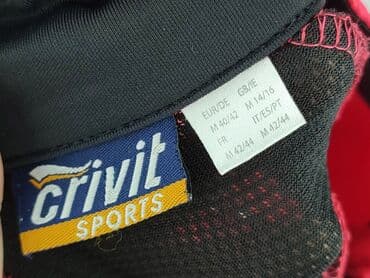 crivit
SPORTS
EUR/DE GB/IE
M 40/42 M 14/16
FR: IT/ES/PT
M 42/44 M 42/44